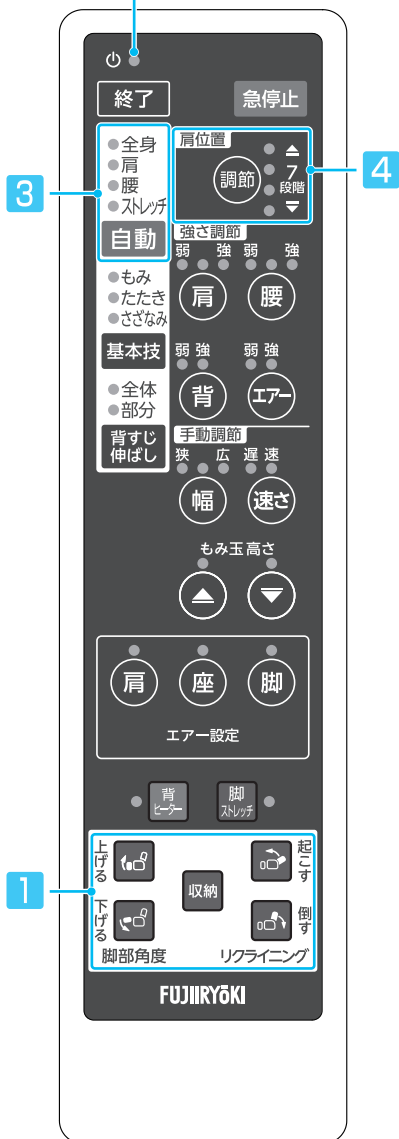 終了
急停止
3
全身
肩
腰
ストレッチ
自動
肩位置
調節
7
段階
4
強さ調節
弱 強 弱 強
肩 腰
もみ
たたき
さざなみ
基本技
弱 強 弱 強
背 エアー
全体
部分
背すじ
伸ばし
手動調節
狭 広 遅 速
幅 速さ
もみ玉高さ
肩 座 脚
エアー設定
背
ヒーター
脚
ストレッチ
1
上げる
下げる
脚部角度
収納
起こす
倒す
リクライニング
FUJIIRYōKI